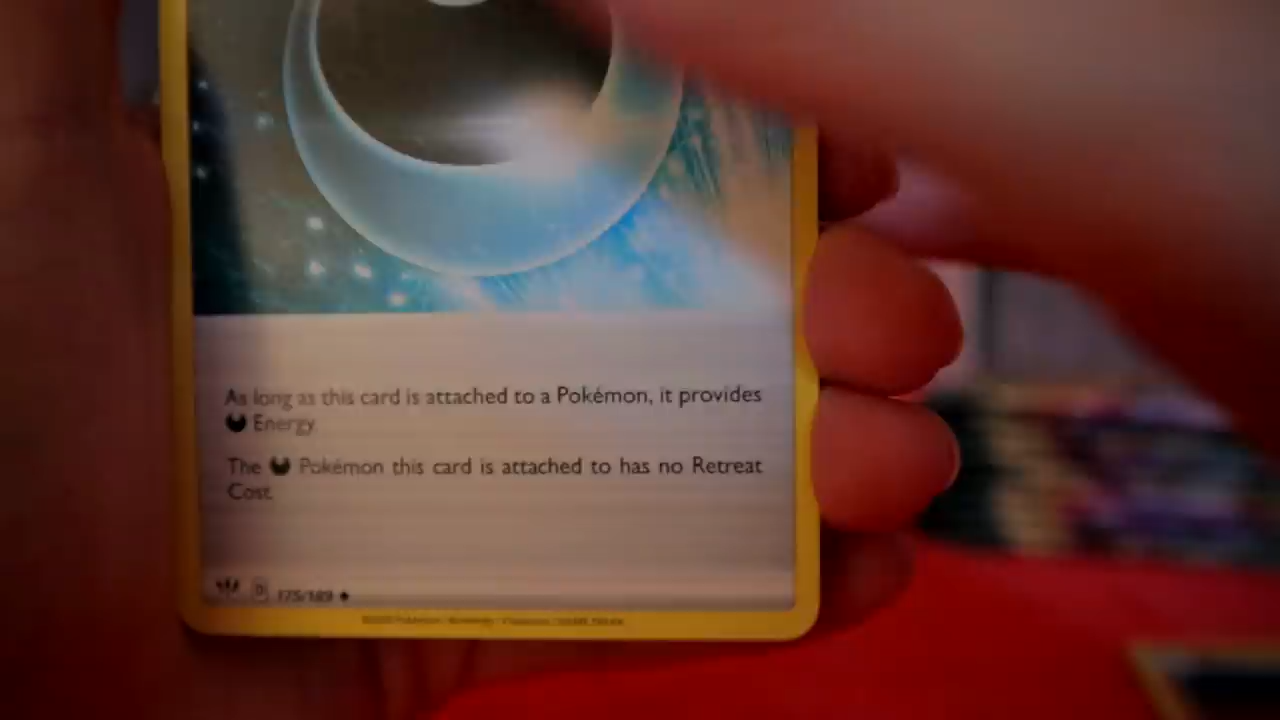 As long as this card is attached to a Pokémon, it provides
Energy.
The Pokémon this card is attached to has no Retreat
Cost.
D 175/189